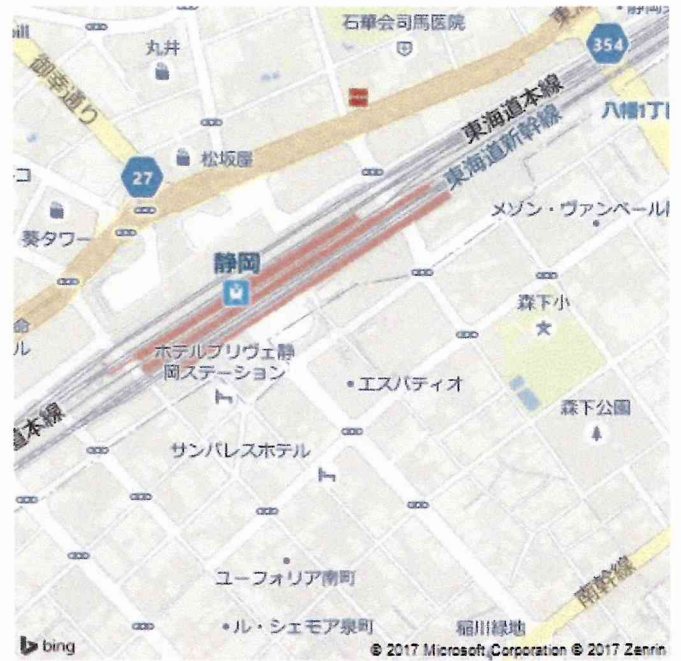 ill
静岡
石華会司馬医院
丸井
354
御幸通り
東海道本線
八幡1丁
松坂屋
東海道新幹線
27
コ
メゾン・ヴァンベール
葵タワー
静岡
森下小
命
ル
ホテルプリヴェ静
岡ステーション
エスパティオ
森下公園
道本線
サンパレスホテル
ユーフォリア南町
南幹線
ル・シェモア泉町
稲川緑地
bing
© 2017 Microsoft Corporation © 2017 Zenrin